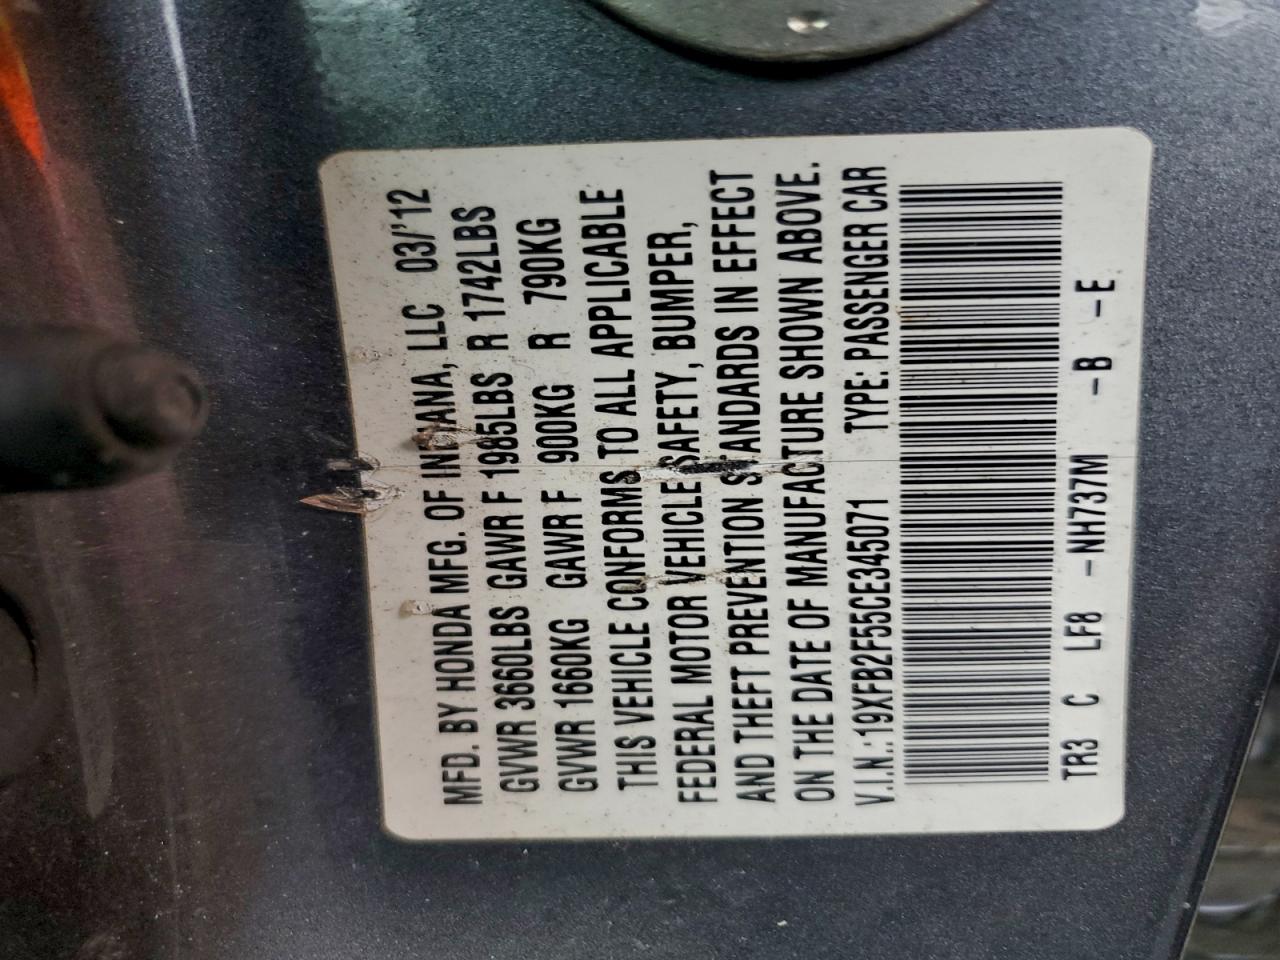 MFD. BY HONDA MFG. OF INDIANA, LLC 03/'12
GVWR 3660LBS GAWR F 1985LBS R 1742LBS
GVWR 1660KG GAWR F 900KG R 790KG
THIS VEHICLE CONFORMS TO ALL APPLICABLE
FEDERAL MOTOR VEHICLE SAFETY, BUMPER,
AND THEFT PREVENTION STANDARDS IN EFFECT
ON THE DATE OF MANUFACTURE SHOWN ABOVE.
V.I.N.:19XFB2F55CE345071 TYPE: PASSENGER CAR
TR3 C LF8 -NH737M -B -E